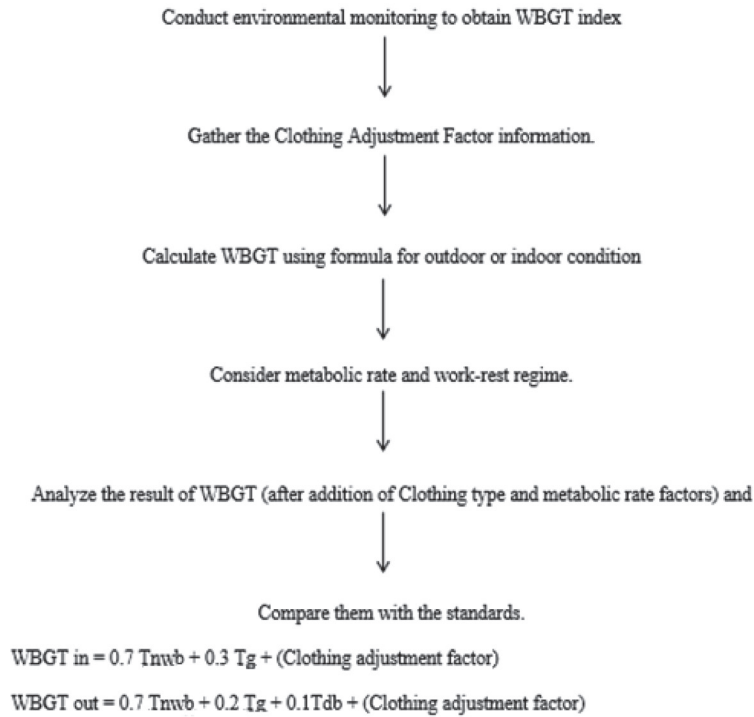 Conduct environmental monitoring to obtain WBGT index
Gather the Clothing Adjustment Factor information.
Calculate WBGT using formula for outdoor or indoor condition
Consider metabolic rate and work-rest regime.
Analyze the result of WBGT (after addition of Clothing type and metabolic rate factors) and
Compare them with the standards.
WBGT in = 0.7 Tnwb + 0.3 Tg + (Clothing adjustment factor)
WBGT out = 0.7 Tnwb + 0.2 Tg + 0.1Tdb + (Clothing adjustment factor)